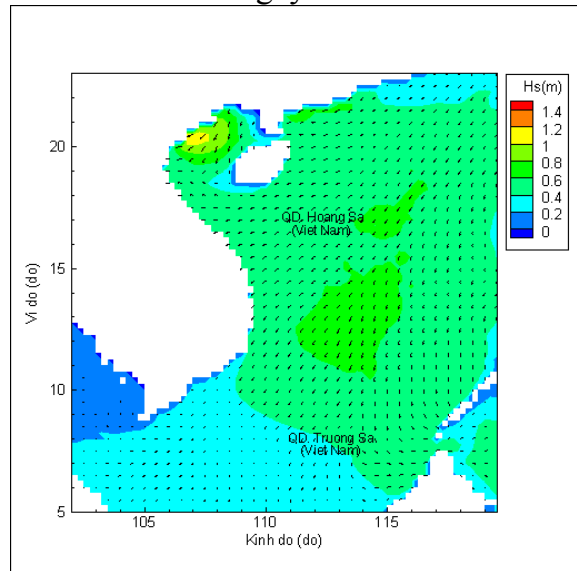 Hs(m)
1.4
1.2
1
0.8
0.6
0.4
0.2
0
20
15
10
5
Vi do (do)
QD. Hoang Sa
(Viet Nam)
QD. Truong Sa
(Viet Nam)
105
110
115
Kinh do (do)